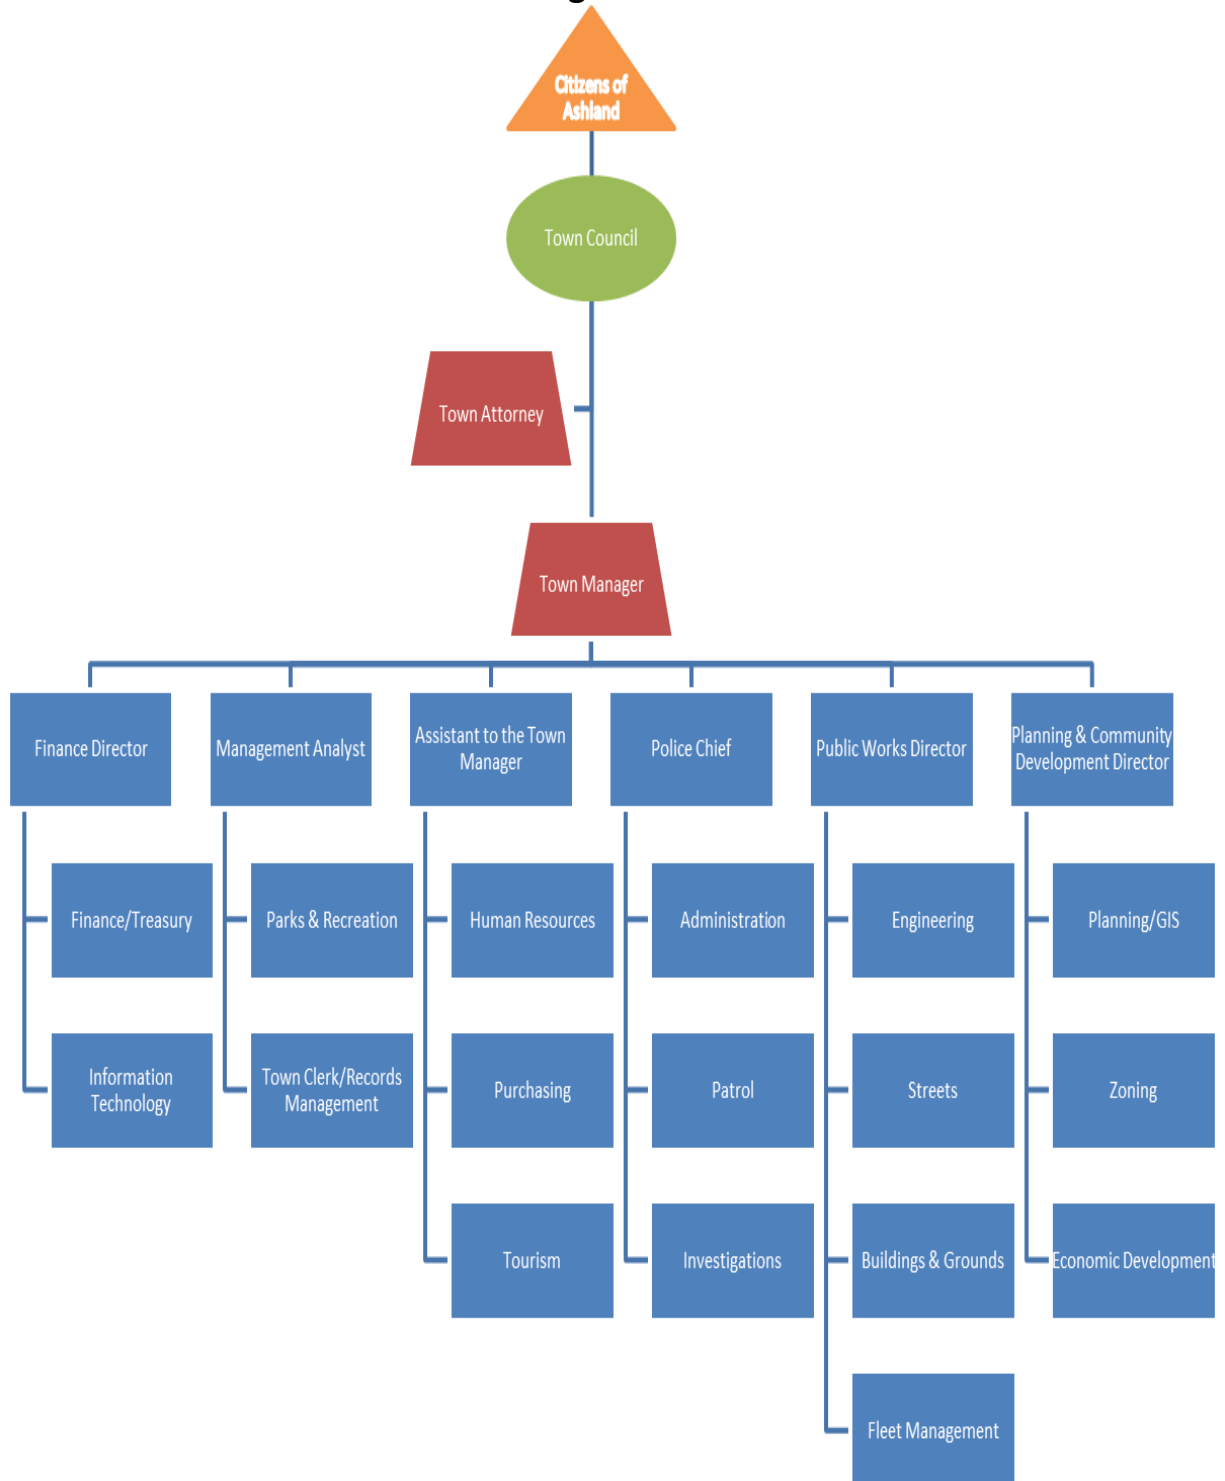 Citizens of
Ashland
Town Council
Town Attorney
Town Manager
Finance Director
Management Analyst
Assistant to the Town
Manager
Police Chief
Public Works Director
Planning & Community
Development Director
Finance/Treasury
Parks & Recreation
Human Resources
Administration
Engineering
Planning/GIS
Information
Technology
Town Clerk/Records
Management
Purchasing
Patrol
Streets
Zoning
Tourism
Investigations
Buildings & Grounds
Economic Development
Fleet Management